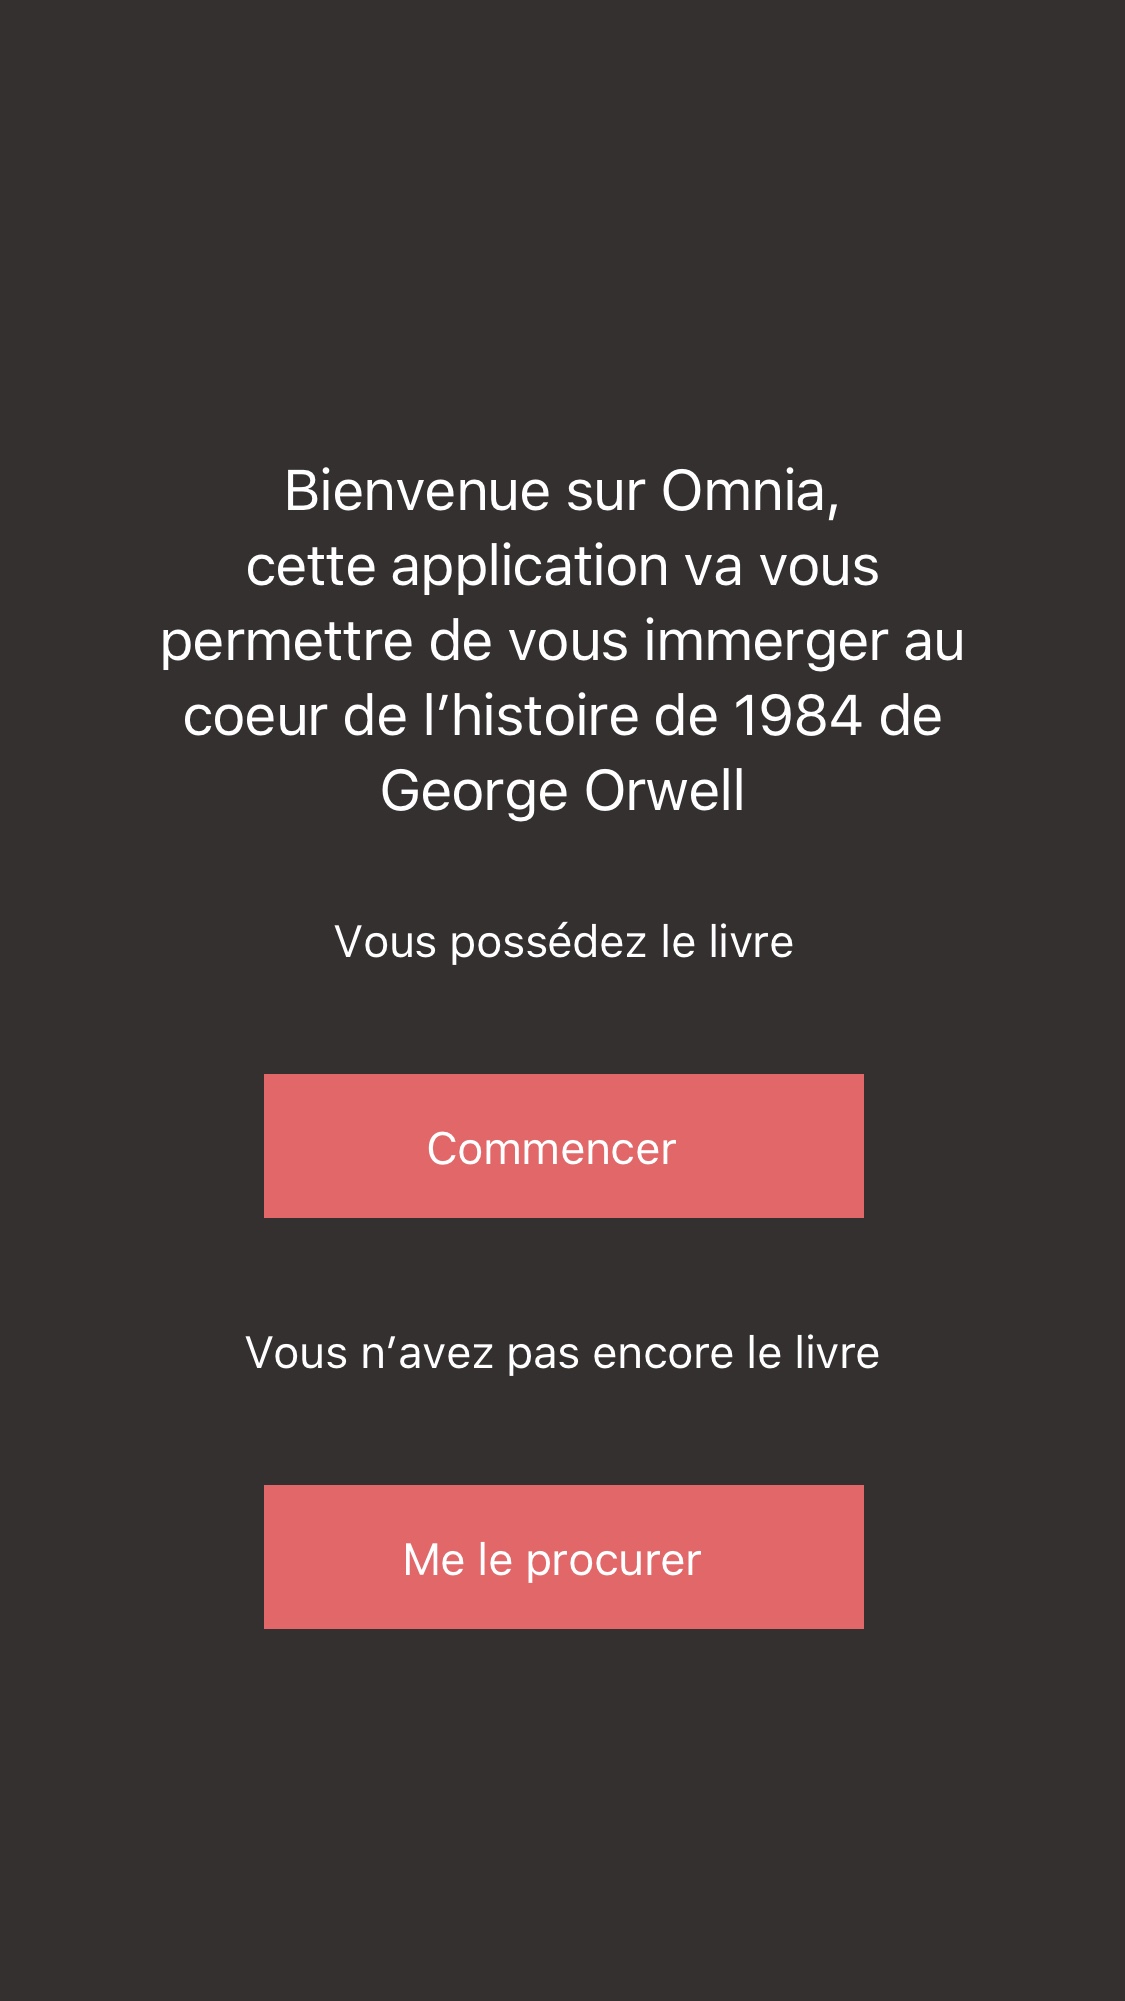 Bienvenue sur Omnia,
cette application va vous
permettre de vous immerger au
coeur de l’histoire de 1984 de
George Orwell
Vous possédez le livre
Commencer
Vous n’avez pas encore le livre
Me le procurer